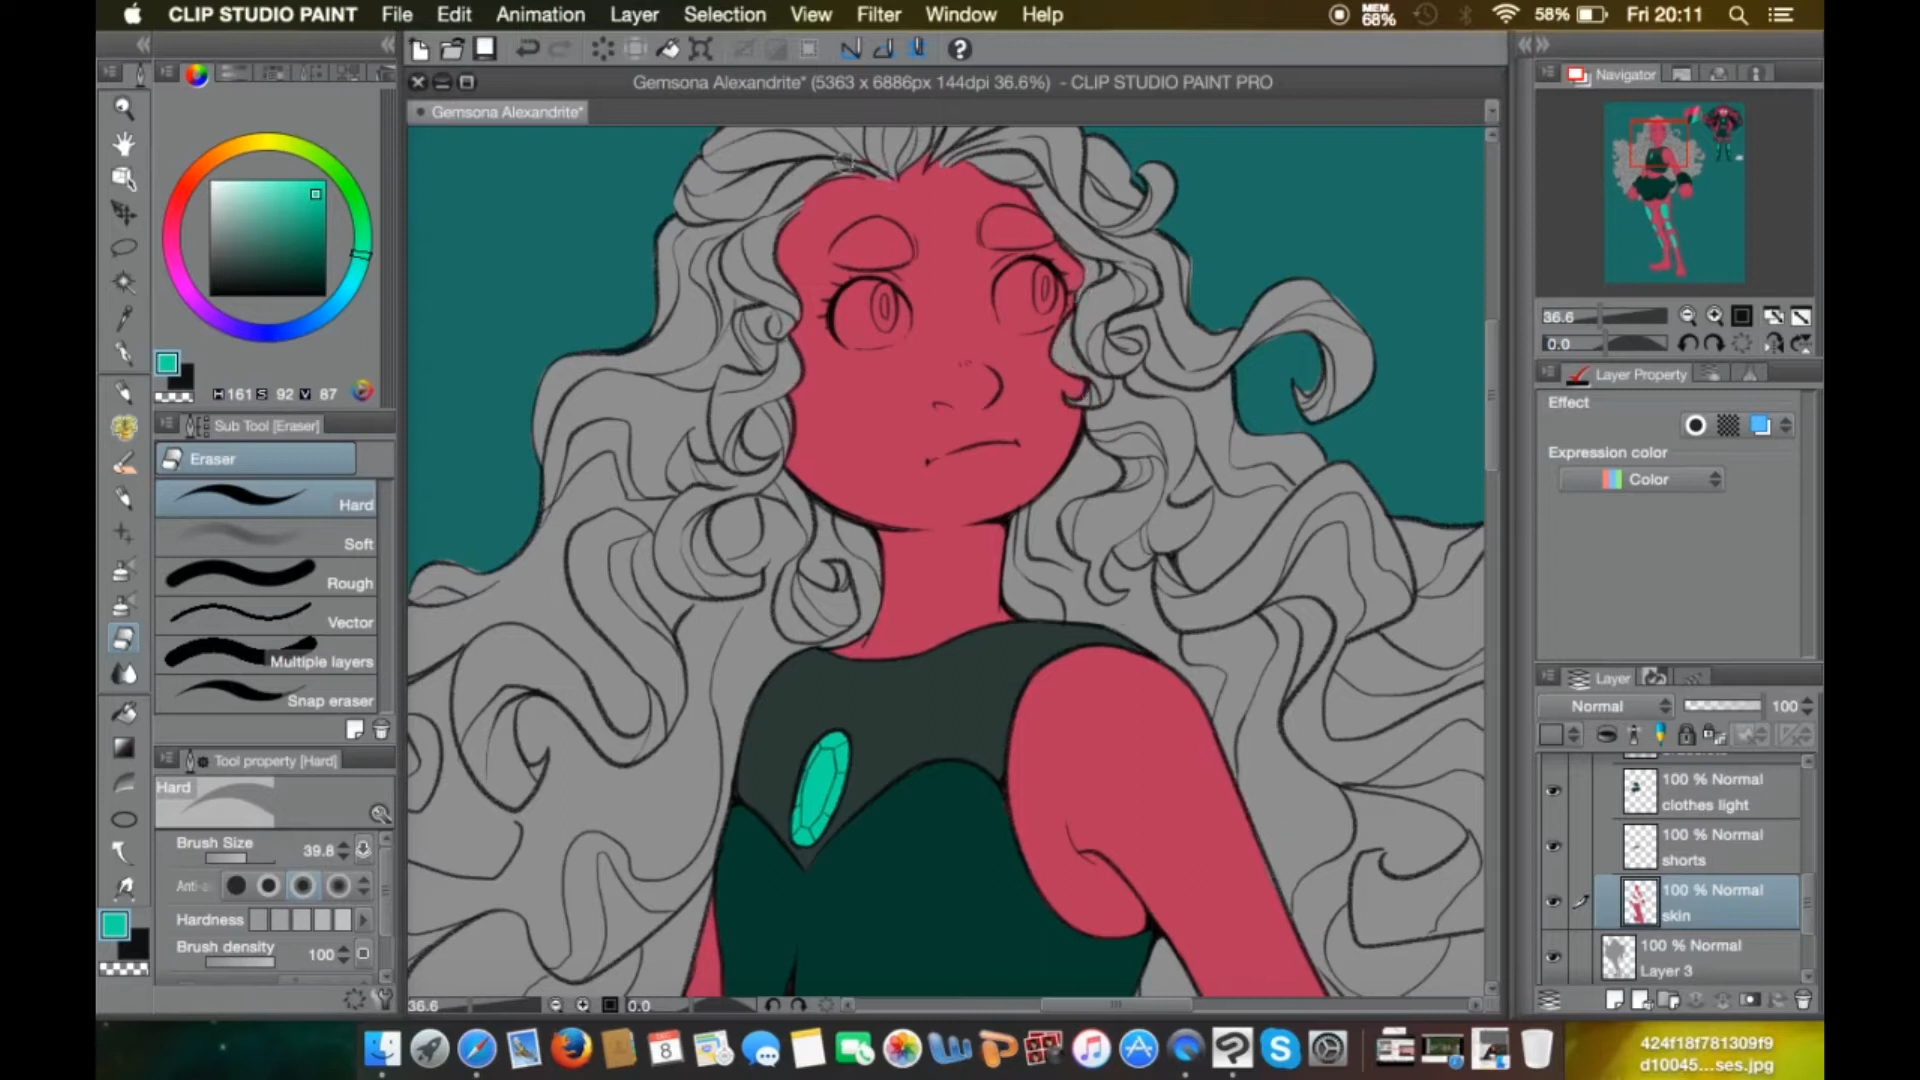 CLIP STUDIO PAINT File Edit Animation Layer Selection View Filter Window Help MEM 68% 58% Fri 20:11
Gemsona Alexandrite* (5363 x 6886px 144dpi 36.6%) - CLIP STUDIO PAINT PRO
Gemsona Alexandrite*
Navigator
36.6
0.0
Layer Property
Effect
Expression color
Color
H 161 S 92 V 87
Sub Tool [Eraser]
Eraser
Hard
Soft
Rough
Vector
Multiple layers
Snap eraser
Tool property [Hard]
Hard
Brush Size 39.8
Hardness
Brush density 100
36.6 0.0
Layer
Normal 100
100 % Normal
clothes light
100 % Normal
shorts
100 % Normal
skin
100 % Normal
Layer 3
8
424f18f781309f9
d10045...ses.jpg